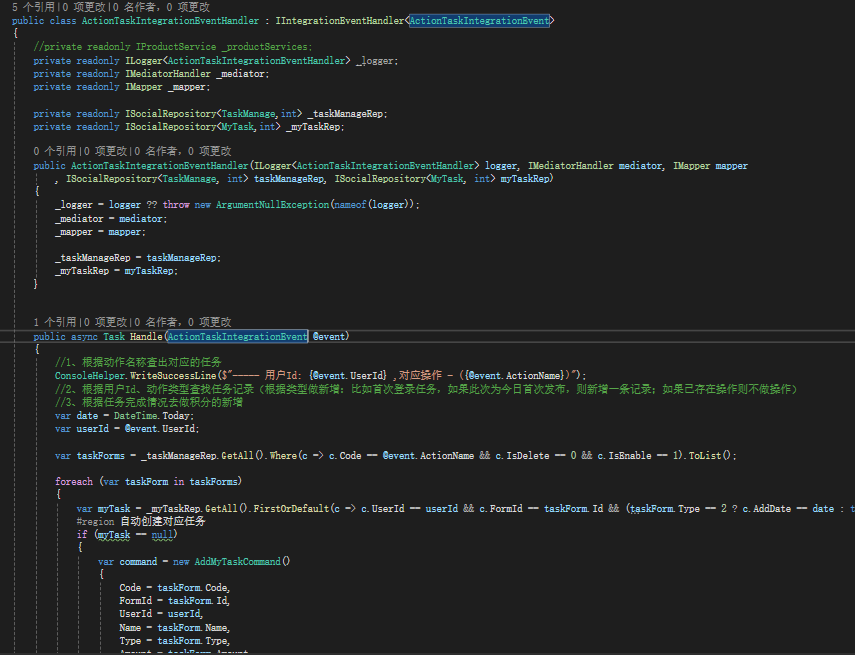 5 个引用|0 项更改|0 名作者，0 项更改
public class ActionTaskIntegrationEventHandler : IIntegrationEventHandler<ActionTaskIntegrationEvent>
{
//private readonly IProductService _productServices;
private readonly ILogger<ActionTaskIntegrationEventHandler> _logger;
private readonly IMediatorHandler _mediator;
private readonly IMapper _mapper;
private readonly ISocialRepository<TaskManage,int> _taskManageRep;
private readonly ISocialRepository<MyTask,int> _myTaskRep;
0 个引用|0 项更改|0 名作者，0 项更改
public ActionTaskIntegrationEventHandler(ILogger<ActionTaskIntegrationEventHandler> logger, IMediatorHandler mediator, IMapper mapper
, ISocialRepository<TaskManage, int> taskManageRep, ISocialRepository<MyTask, int> myTaskRep)
{
_logger = logger ?? throw new ArgumentNullException(nameof(logger));
_mediator = mediator;
_mapper = mapper;
_taskManageRep = taskManageRep;
_myTaskRep = myTaskRep;
}
1 个引用|0 项更改|0 名作者，0 项更改
public async Task Handle(ActionTaskIntegrationEvent @event)
{
//1、根据动作名称查出对应的任务
ConsoleHelper.WriteSuccessLine($"----- 用户Id: {@event.UserId} ,对应操作 - ({@event.ActionName})");
//2、根据用户Id、动作类型查找任务记录（根据类型做新增：比如首次登录任务，如果此次为今日首次发布，则新增一条记录；如果已存在操作则不做操作）
//3、根据任务完成情况去做积分的新增
var date = DateTime.Today;
var userId = @event.UserId;
var taskForms = _taskManageRep.GetAll().Where(c => c.Code == @event.ActionName && c.IsDelete == 0 && c.IsEnable == 1).ToList();
foreach (var taskForm in taskForms)
{
var myTask = _myTaskRep.GetAll().FirstOrDefault(c => c.UserId == userId && c.FormId == taskForm.Id && (taskForm.Type == 2 ? c.AddDate == date : t
#region 自动创建对应任务
if (myTask == null)
{
var command = new AddMyTaskCommand()
{
Code = taskForm.Code,
FormId = taskForm.Id,
UserId = userId,
Name = taskForm.Name,
Type = taskForm.Type,
Amount = taskForm.Amount